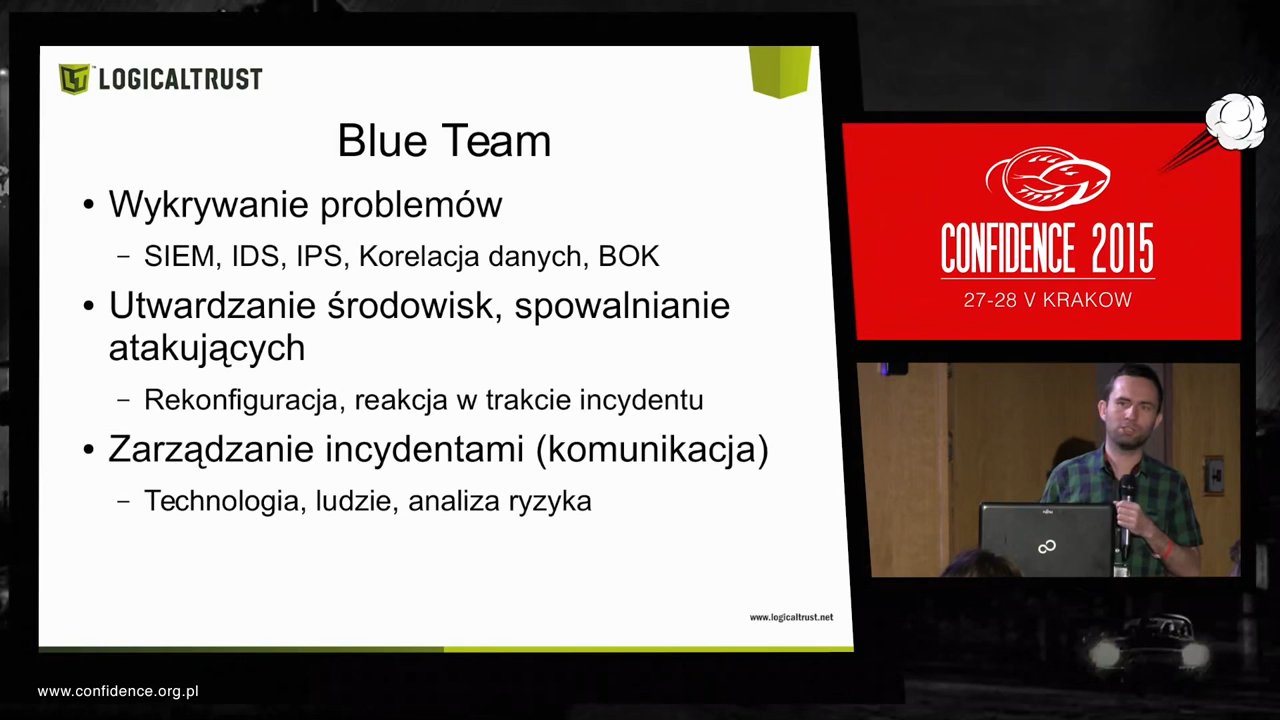 LOGICALTRUST
Blue Team
• Wykrywanie problemów
– SIEM, IDS, IPS, Korelacja danych, BOK
• Utwardzanie środowisk, spowalnianie
atakujących
– Rekonfiguracja, reakcja w trakcie incydentu
• Zarządzanie incydentami (komunikacja)
– Technologia, ludzie, analiza ryzyka
www.logicaltrust.net
CONFIDENCE 2015
27-28 V KRAKOW
www.confidence.org.pl